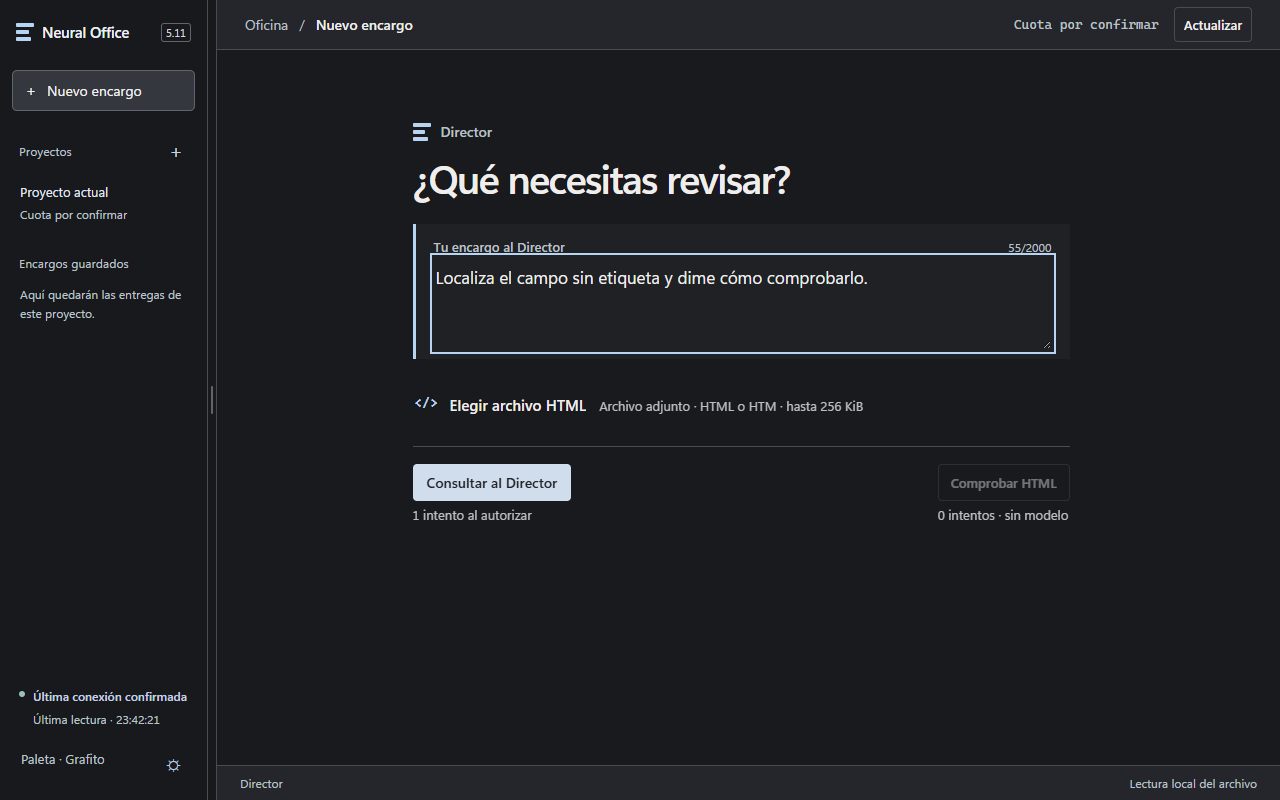 Neural Office
5.11
+ Nuevo encargo
Proyectos +
Proyecto actual
Cuota por confirmar
Encargos guardados
Aquí quedarán las entregas de
este proyecto.
Última conexión confirmada
Última lectura · 23:42:21
Paleta · Grafito
Oficina / Nuevo encargo
Cuota por confirmar
Actualizar
Director
¿Qué necesitas revisar?
Tu encargo al Director
55/2000
Localiza el campo sin etiqueta y dime cómo comprobarlo.
</> Elegir archivo HTML Archivo adjunto · HTML o HTM · hasta 256 KiB
Consultar al Director
1 intento al autorizar
Comprobar HTML
0 intentos · sin modelo
Director
Lectura local del archivo